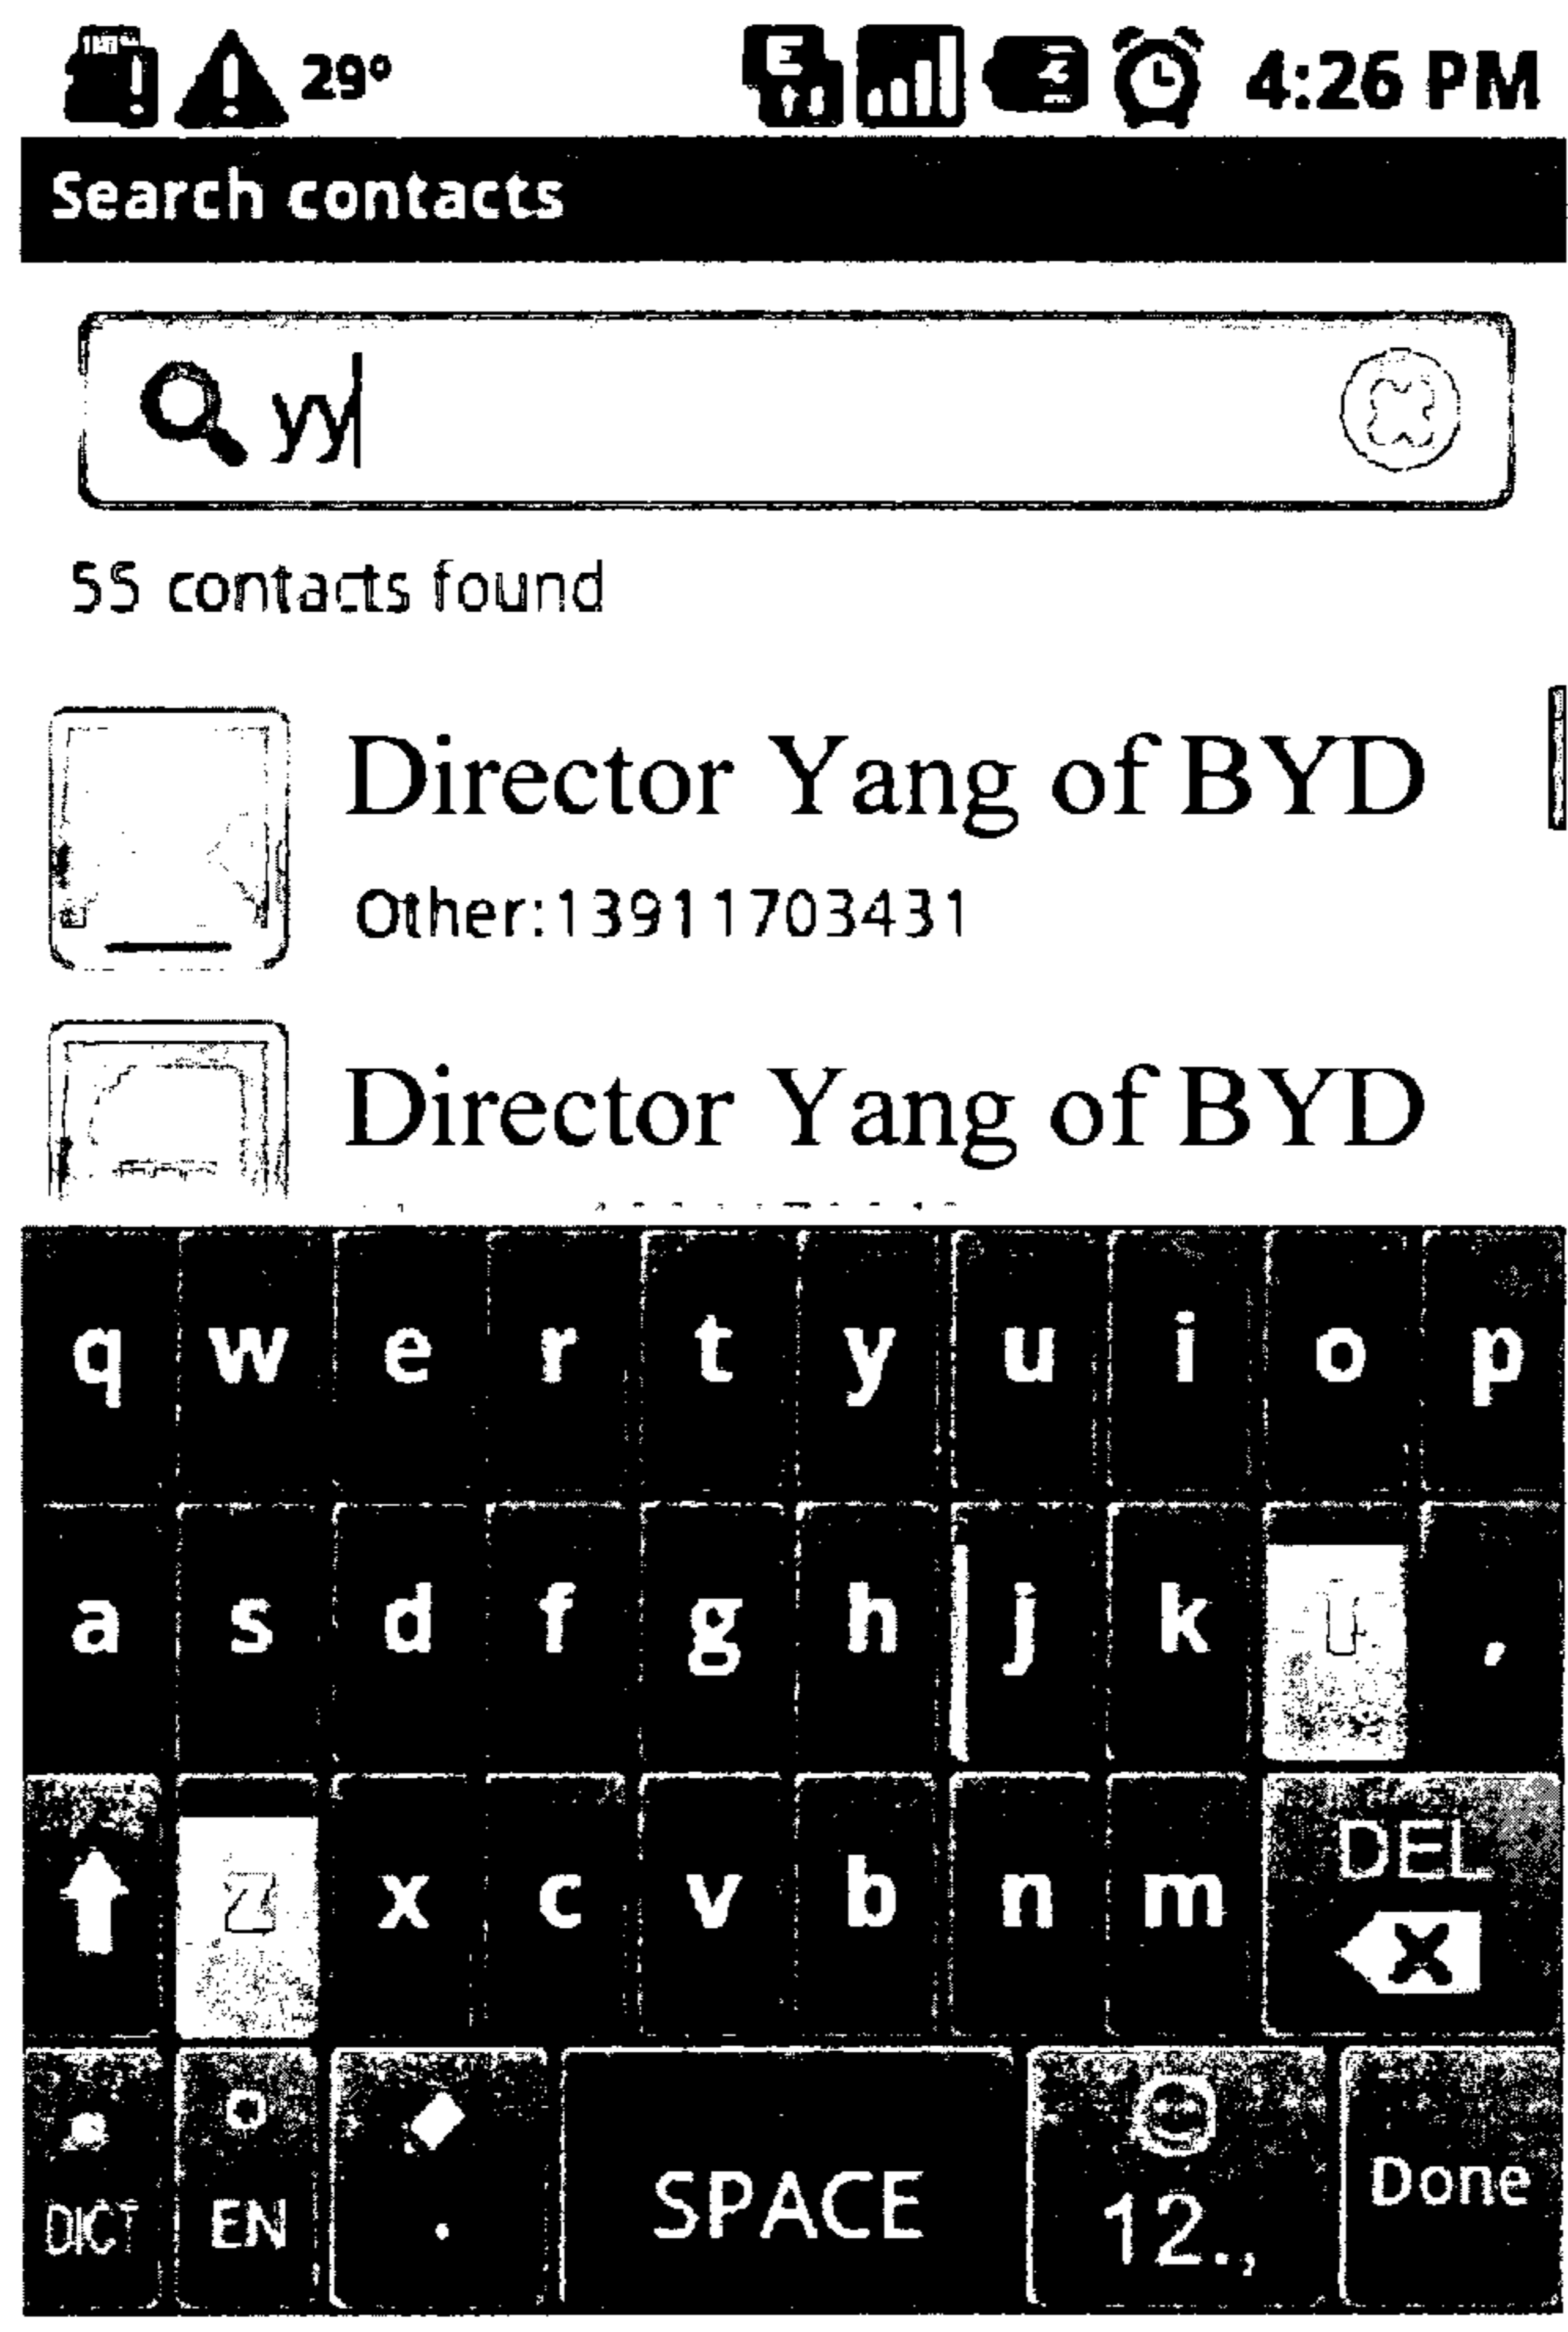 29° 4:26 PM
Search contacts
yy
55 contacts found
Director Yang of BYD
Other:13911703431
Director Yang of BYD
q w e r t y u i o p
a s d f g h j k l ,
z x c v b n m DEL
DICT EN . SPACE 12., Done